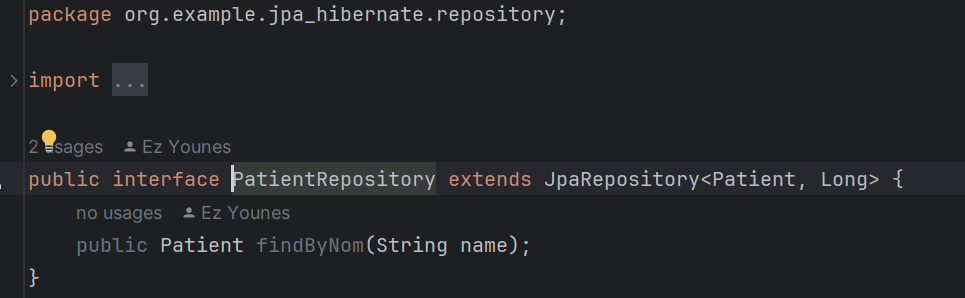 package org.example.jpa_hibernate.repository;
import ...
2 usages Ez Younes
public interface PatientRepository extends JpaRepository<Patient, Long> {
no usages Ez Younes
public Patient findByNom(String name);
}